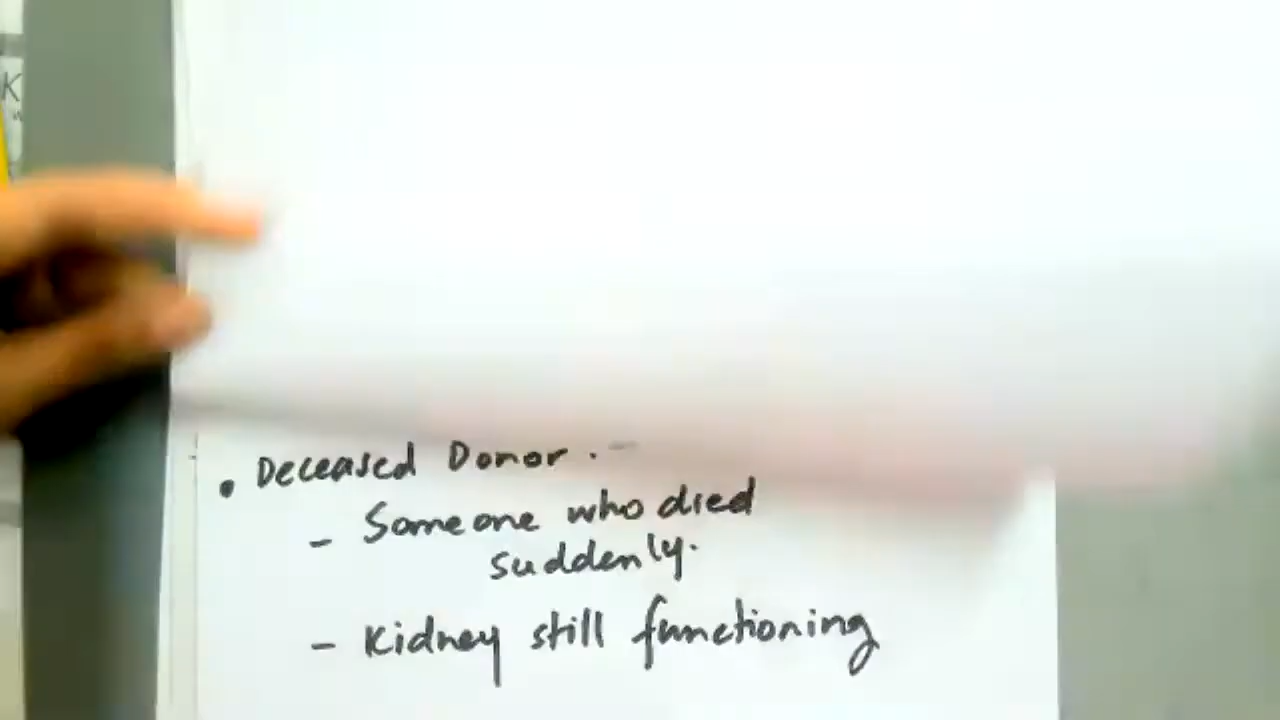 • Deceased Donor. -
- Someone who died
suddenly.
- Kidney still functioning
K